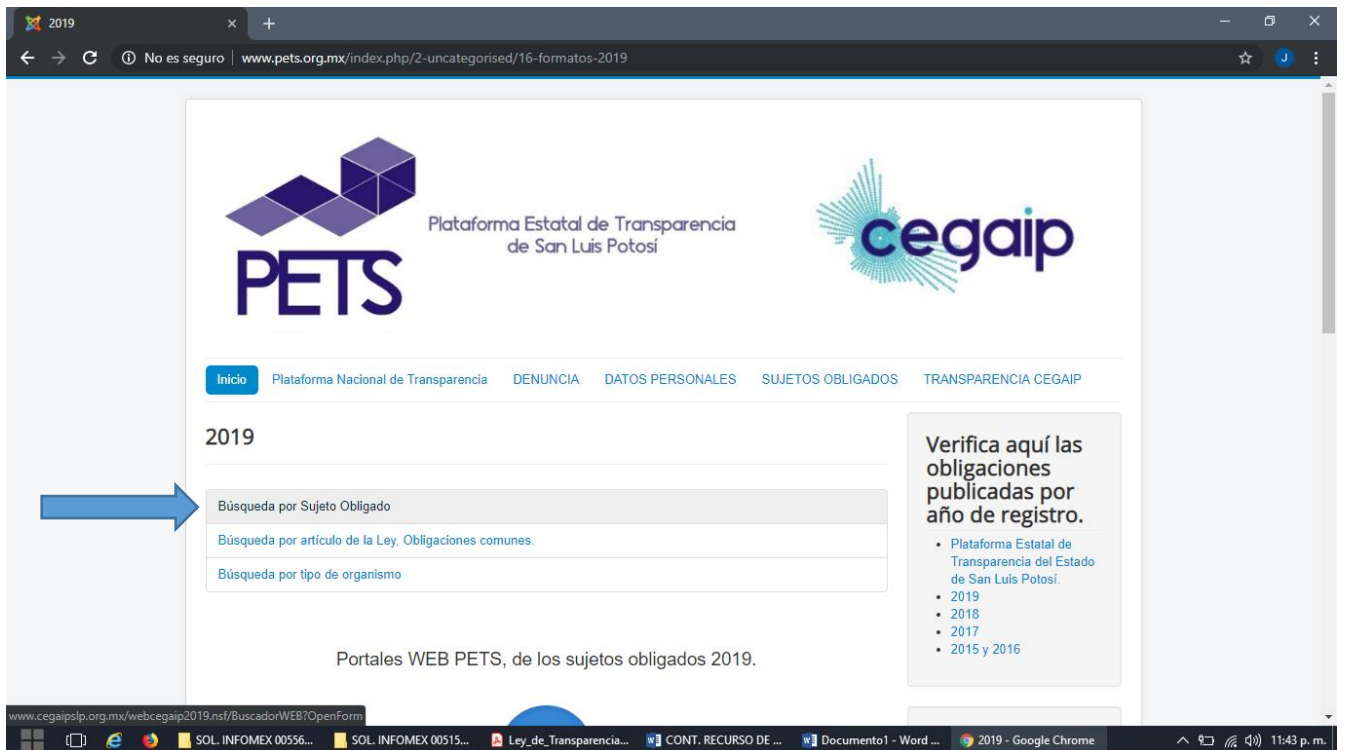 2019
No es seguro | www.pets.org.mx/index.php/2-uncategorised/16-formatos-2019
J
PETS
Plataforma Estatal de Transparencia
de San Luis Potosí
cegaip
Inicio Plataforma Nacional de Transparencia DENUNCIA DATOS PERSONALES SUJETOS OBLIGADOS TRANSPARENCIA CEGAIP
2019
Búsqueda por Sujeto Obligado
Búsqueda por artículo de la Ley, Obligaciones comunes.
Búsqueda por tipo de organismo
Portales WEB PETS, de los sujetos obligados 2019.
Verifica aquí las
obligaciones
publicadas por
año de registro.
Plataforma Estatal de
Transparencia del Estado
de San Luis Potosí.
2019
2018
2017
2015 y 2016
www.cegaipslp.org.mx/webcegaip2019.nsf/BuscadorWEB?OpenForm
SOL. INFOMEX 00556... SOL. INFOMEX 00515... Ley_de_Transparencia... CONT. RECURSO DE ... Documento1 - Word ... 2019 - Google Chrome 11:43 p. m.